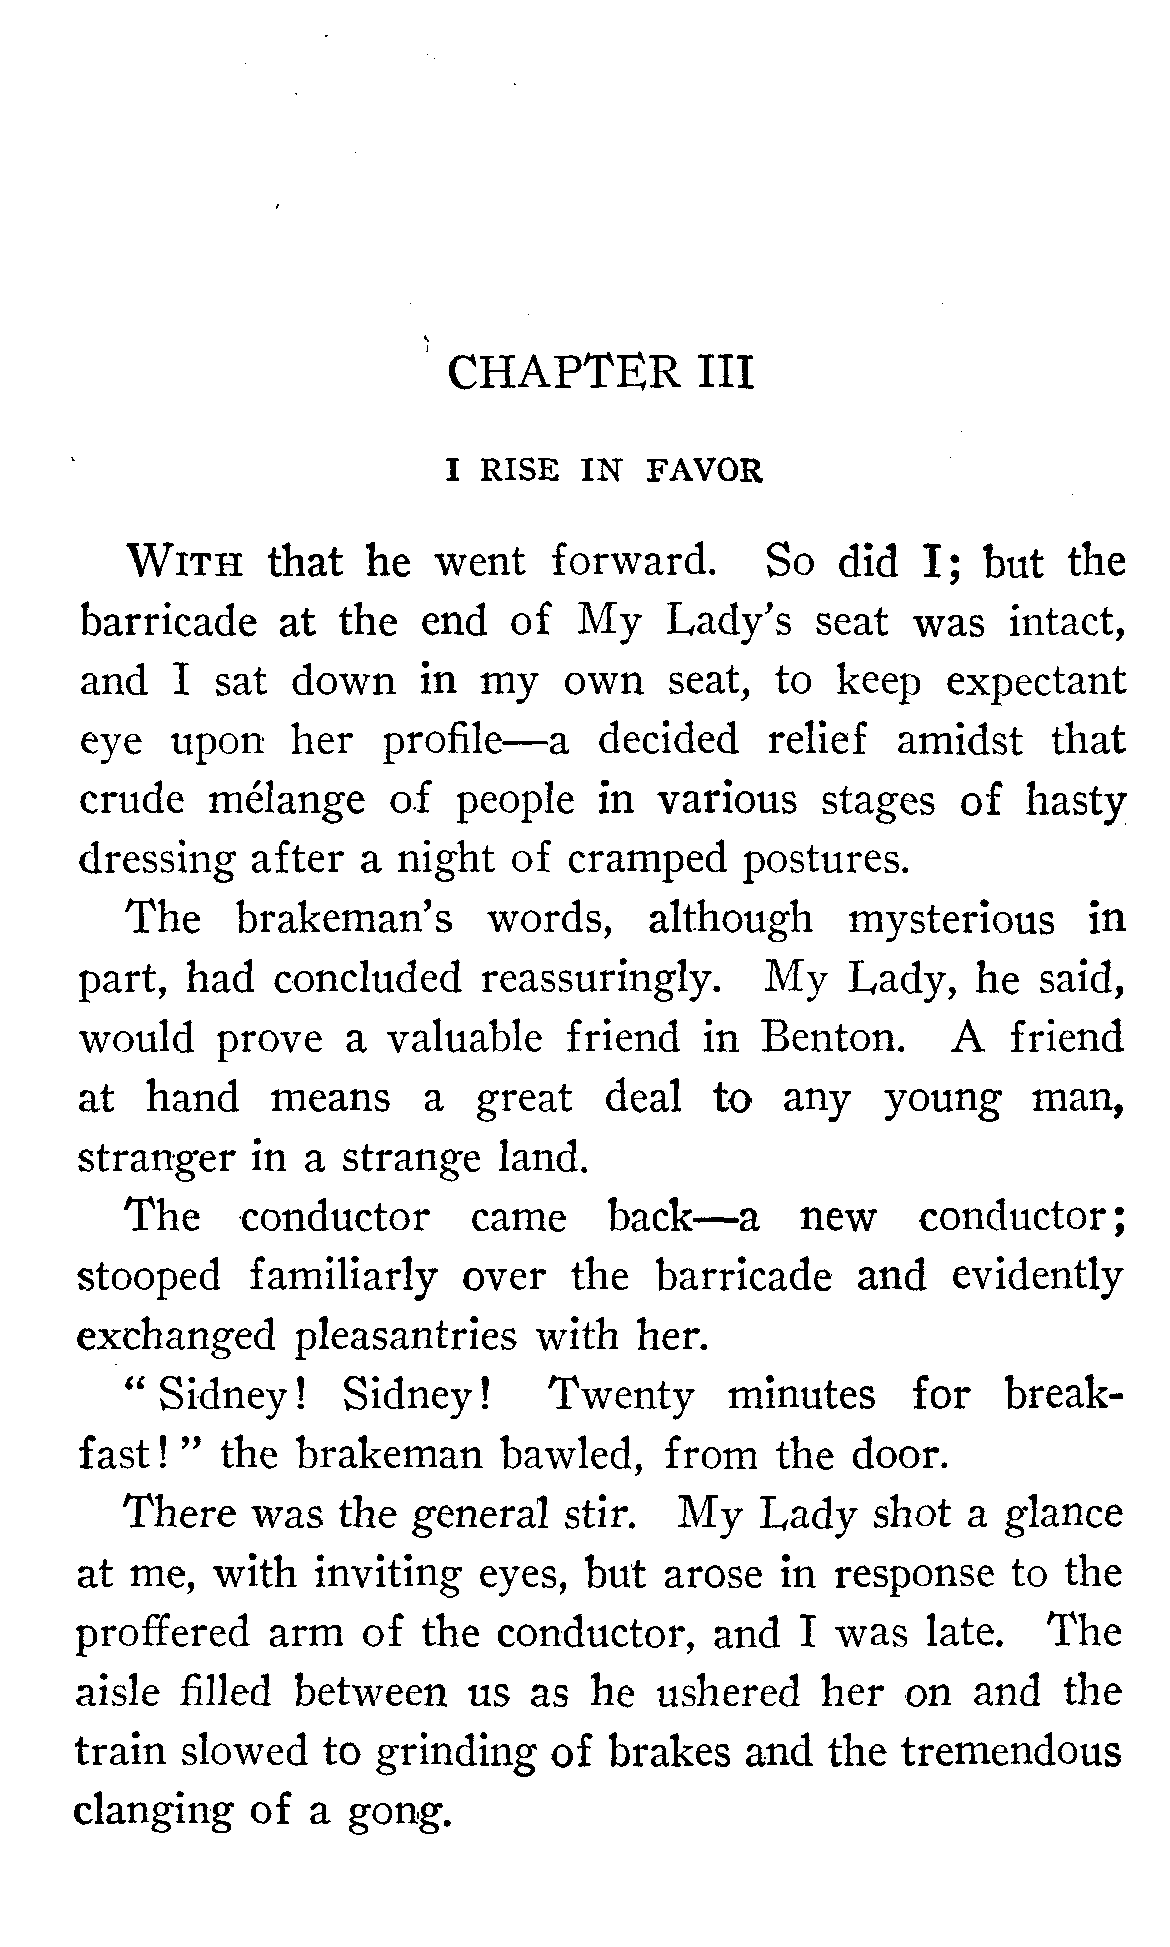 CHAPTER III
I RISE IN FAVOR
With that he went forward. So did I; but the
barricade at the end of My Lady's seat was intact,
and I sat down in my own seat, to keep expectant
eye upon her profile—a decided relief amidst that
crude mélange of people in various stages of hasty
dressing after a night of cramped postures.
The brakeman's words, although mysterious in
part, had concluded reassuringly. My Lady, he said,
would prove a valuable friend in Benton. A friend
at hand means a great deal to any young man,
stranger in a strange land.
The conductor came back—a new conductor;
stooped familiarly over the barricade and evidently
exchanged pleasantries with her.
“ Sidney! Sidney! Twenty minutes for break-
fast! ” the brakeman bawled, from the door.
There was the general stir. My Lady shot a glance
at me, with inviting eyes, but arose in response to the
proffered arm of the conductor, and I was late. The
aisle filled between us as he ushered her on and the
train slowed to grinding of brakes and the tremendous
clanging of a gong.